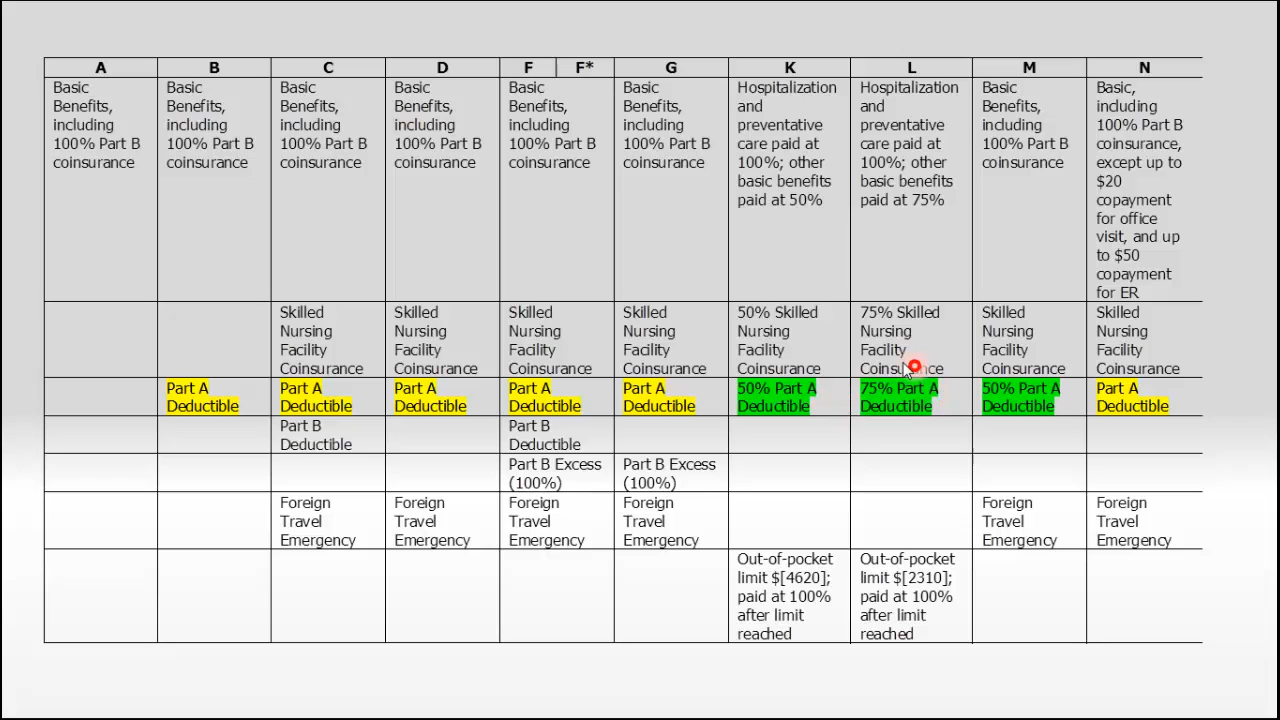 A B C D F F* G K L M N
Basic
Benefits,
including
100% Part B
coinsurance
Basic
Benefits,
including
100% Part B
coinsurance
Basic
Benefits,
including
100% Part B
coinsurance
Basic
Benefits,
including
100% Part B
coinsurance
Basic
Benefits,
including
100% Part B
coinsurance
Basic
Benefits,
including
100% Part B
coinsurance
Hospitalization
and
preventative
care paid at
100%; other
basic benefits
paid at 50%
Hospitalization
and
preventative
care paid at
100%; other
basic benefits
paid at 75%
Basic
Benefits,
including
100% Part B
coinsurance
Basic,
including
100% Part B
coinsurance,
except up to
$20
copayment
for office
visit, and up
to $50
copayment
for ER
Skilled
Nursing
Facility
Coinsurance
Skilled
Nursing
Facility
Coinsurance
Skilled
Nursing
Facility
Coinsurance
Skilled
Nursing
Facility
Coinsurance
50% Skilled
Nursing
Facility
Coinsurance
75% Skilled
Nursing
Facility
Coinsurance
Skilled
Nursing
Facility
Coinsurance
Skilled
Nursing
Facility
Coinsurance
Part A
Deductible
Part A
Deductible
Part A
Deductible
Part A
Deductible
Part A
Deductible
50% Part A
Deductible
75% Part A
Deductible
50% Part A
Deductible
Part A
Deductible
Part B
Deductible
Part B
Deductible
Part B Excess
(100%)
Part B Excess
(100%)
Foreign
Travel
Emergency
Foreign
Travel
Emergency
Foreign
Travel
Emergency
Foreign
Travel
Emergency
Foreign
Travel
Emergency
Foreign
Travel
Emergency
Out-of-pocket
limit $[4620];
paid at 100%
after limit
reached
Out-of-pocket
limit $[2310];
paid at 100%
after limit
reached